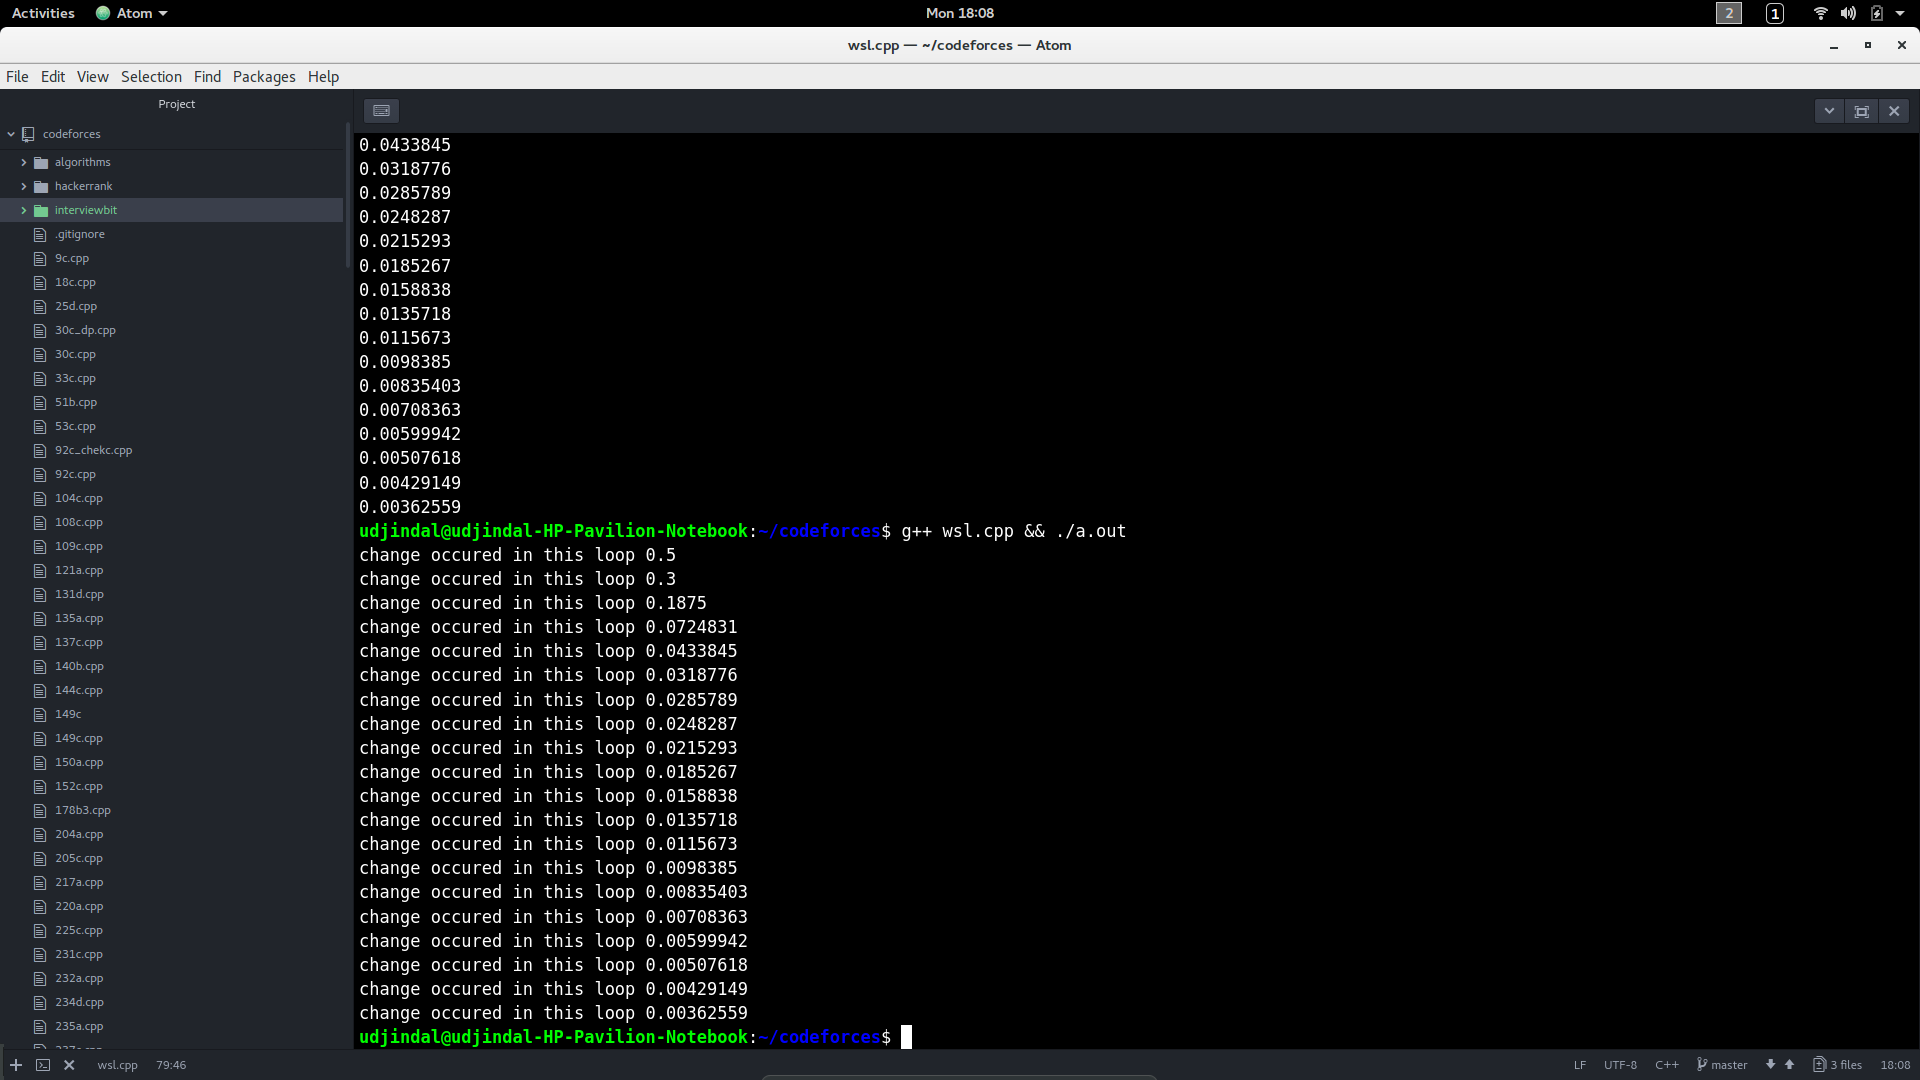 Activities Atom Mon 18:08 2 1
wsl.cpp — ~/codeforces — Atom
File Edit View Selection Find Packages Help
Project
codeforces
algorithms
hackerrank
interviewbit
.gitignore
9c.cpp
18c.cpp
25d.cpp
30c_dp.cpp
30c.cpp
33c.cpp
51b.cpp
53c.cpp
92c_chekc.cpp
92c.cpp
104c.cpp
108c.cpp
109c.cpp
121a.cpp
131d.cpp
135a.cpp
137c.cpp
140b.cpp
144c.cpp
149c
149c.cpp
150a.cpp
152c.cpp
178b3.cpp
204a.cpp
205c.cpp
217a.cpp
220a.cpp
225c.cpp
231c.cpp
232a.cpp
234d.cpp
235a.cpp
0.0433845
0.0318776
0.0285789
0.0248287
0.0215293
0.0185267
0.0158838
0.0135718
0.0115673
0.0098385
0.00835403
0.00708363
0.00599942
0.00507618
0.00429149
0.00362559
udjindal@udjindal-HP-Pavilion-Notebook:~/codeforces$ g++ wsl.cpp && ./a.out
change occured in this loop 0.5
change occured in this loop 0.3
change occured in this loop 0.1875
change occured in this loop 0.0724831
change occured in this loop 0.0433845
change occured in this loop 0.0318776
change occured in this loop 0.0285789
change occured in this loop 0.0248287
change occured in this loop 0.0215293
change occured in this loop 0.0185267
change occured in this loop 0.0158838
change occured in this loop 0.0135718
change occured in this loop 0.0115673
change occured in this loop 0.0098385
change occured in this loop 0.00835403
change occured in this loop 0.00708363
change occured in this loop 0.00599942
change occured in this loop 0.00507618
change occured in this loop 0.00429149
change occured in this loop 0.00362559
udjindal@udjindal-HP-Pavilion-Notebook:~/codeforces$
wsl.cpp 79:46 LF UTF-8 C++ master 3 files 18:08